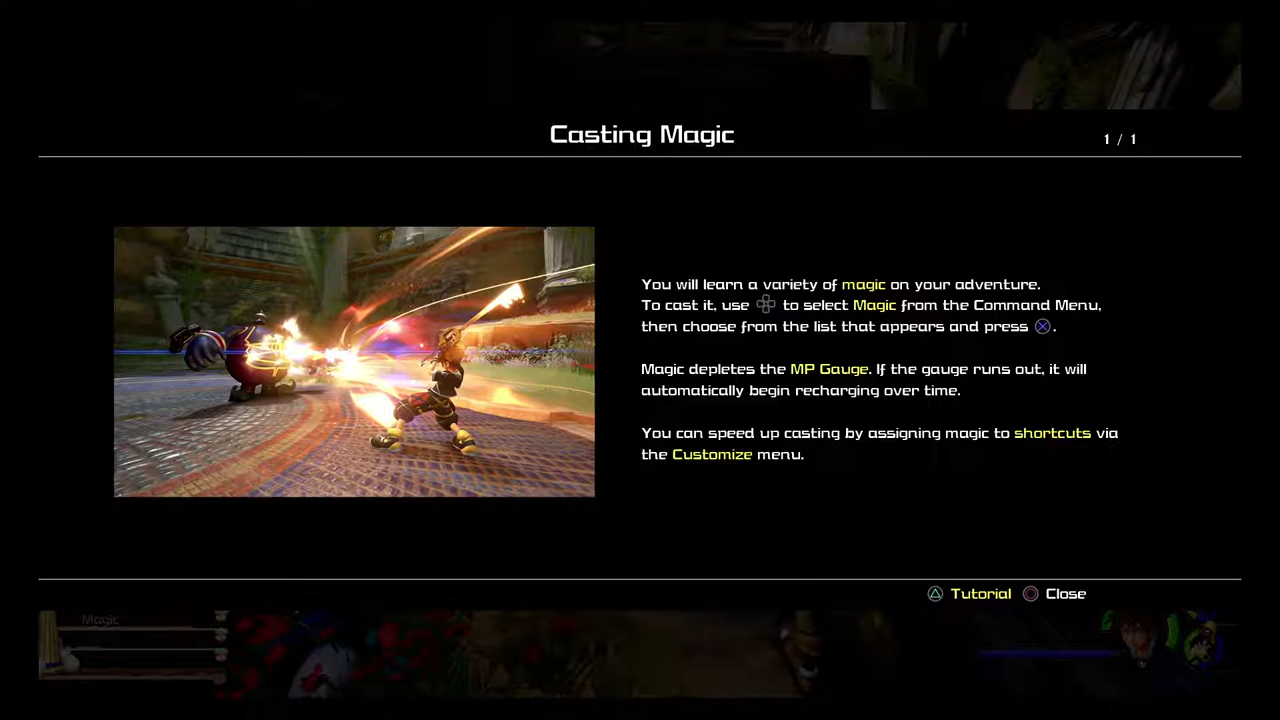 Casting Magic
1 / 1
You will learn a variety of magic on your adventure.
To cast it, use to select Magic from the Command Menu,
then choose from the list that appears and press .
Magic depletes the MP Gauge. If the gauge runs out, it will
automatically begin recharging over time.
You can speed up casting by assigning magic to shortcuts via
the Customize menu.
Tutorial Close
Magic